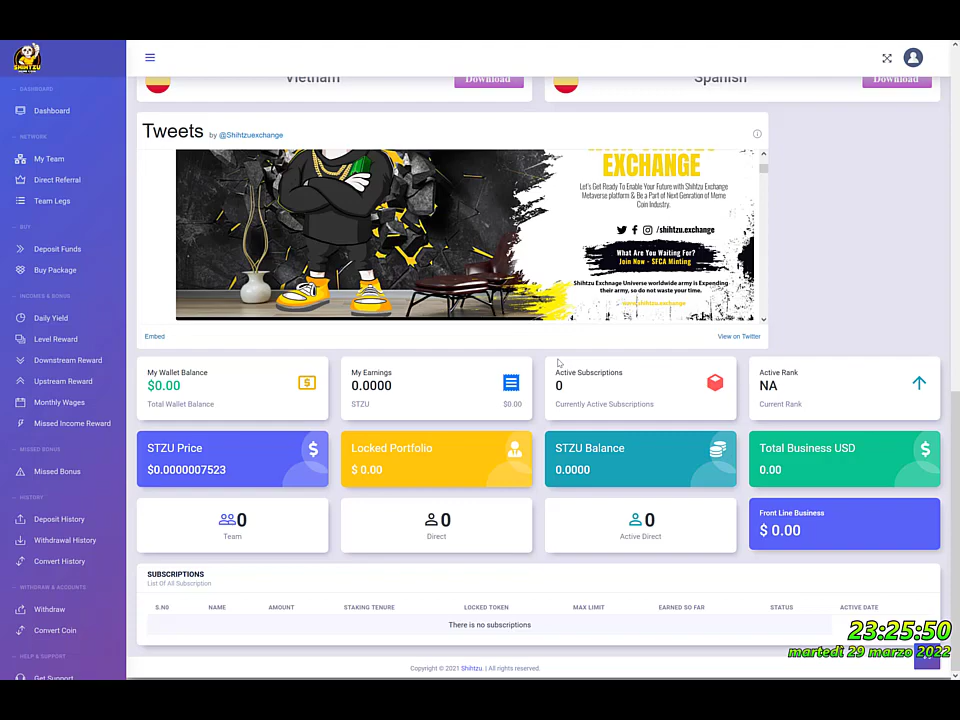 SHIHTZU
DASHBOARD
Dashboard
NETWORK
My Team
Direct Referral
Team Legs
BUY
Deposit Funds
Buy Package
INCOMES & BONUS
Daily Yield
Level Reward
Downstream Reward
Upstream Reward
Monthly Wages
Missed Income Reward
MISSED BONUS
Missed Bonus
HISTORY
Deposit History
Withdrawal History
Convert History
WITHDRAW & ACCOUNTS
Withdraw
Convert Coin
HELP & SUPPORT
Get Support
Vietnam
Download
Spanish
Download
Tweets by @Shihtzuexchange
EXCHANGE
Let's Get Ready To Enable Your Future with Shihtzu
Metaverse platform & Be a Part of Next Genration of Meme
Coin Industry.
/shihtzu.exchange
What Are You Waiting For?
Join Now - SFCA Minting
Shihtzu Exchnage Universe worldwide army is Expending
their army, so do not waste your time.
www.shihtzu.exchange
Embed
View on Twitter
My Wallet Balance
$0.00
Total Wallet Balance
My Earnings
0.0000
STZU
$0.00
Active Subscriptions
0
Currently Active Subscriptions
Active Rank
NA
Current Rank
STZU Price
$0.0000007523
Locked Portfolio
$ 0.00
STZU Balance
0.0000
Total Business USD
0.00
0
Team
0
Direct
0
Active Direct
Front Line Business
$ 0.00
SUBSCRIPTIONS
List Of All Subscription
S.N0 NAME AMOUNT STAKING TENURE LOCKED TOKEN MAX LIMIT EARNED SO FAR STATUS ACTIVE DATE
There is no subscriptions
23:25:50
martedì 29 marzo 2022
Copyright © 2021 Shihtzu. | All rights reserved.